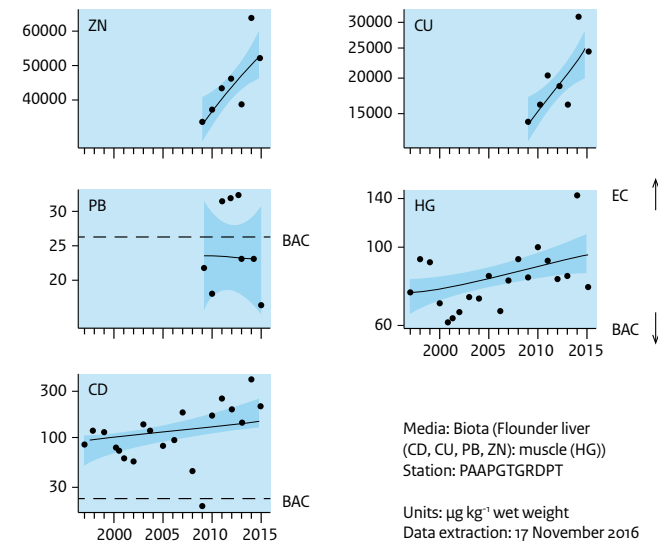 ZN
60000
50000
40000
CU
30000
25000
20000
15000
PB
30
25
20
BAC
HG
140
100
60
EC
BAC
2000 2005 2010 2015
CD
300
100
30
BAC
2000 2005 2010 2015
Media: Biota (Flounder liver
(CD, CU, PB, ZN): muscle (HG))
Station: PAAPGTGRDPT
Units: µg kg⁻¹ wet weight
Data extraction: 17 November 2016